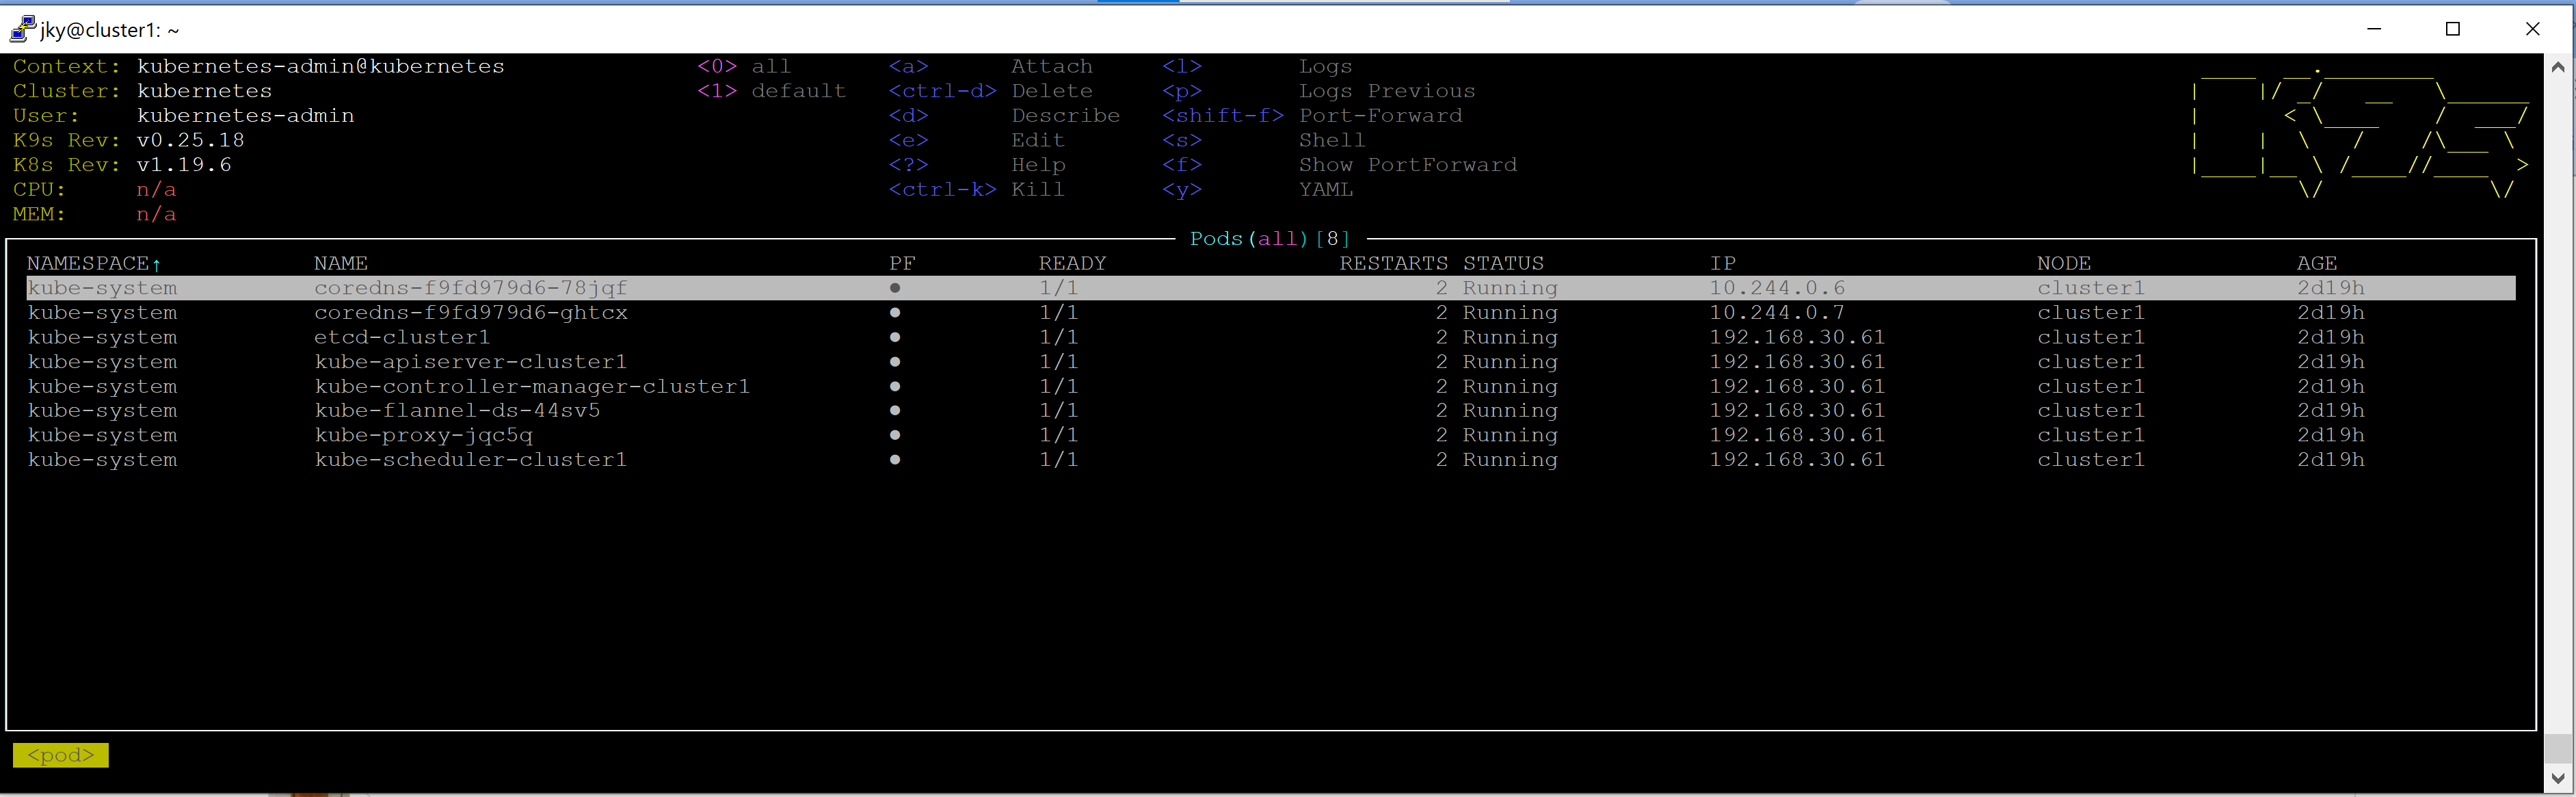 jky@cluster1: ~
Context: kubernetes-admin@kubernetes <0> all <a> Attach <l> Logs
Cluster: kubernetes <1> default <ctrl-d> Delete <p> Logs Previous
User: kubernetes-admin <d> Describe <shift-f> Port-Forward
K9s Rev: v0.25.18 <e> Edit <s> Shell
K8s Rev: v1.19.6 <?> Help <f> Show PortForward
CPU: n/a <ctrl-k> Kill <y> YAML
MEM: n/a
K9s
Pods(all)[8]
NAMESPACE↑ NAME PF READY RESTARTS STATUS IP NODE AGE
kube-system coredns-f9fd979d6-78jqf ● 1/1 2 Running 10.244.0.6 cluster1 2d19h
kube-system coredns-f9fd979d6-ghtcx ● 1/1 2 Running 10.244.0.7 cluster1 2d19h
kube-system etcd-cluster1 ● 1/1 2 Running 192.168.30.61 cluster1 2d19h
kube-system kube-apiserver-cluster1 ● 1/1 2 Running 192.168.30.61 cluster1 2d19h
kube-system kube-controller-manager-cluster1 ● 1/1 2 Running 192.168.30.61 cluster1 2d19h
kube-system kube-flannel-ds-44sv5 ● 1/1 2 Running 192.168.30.61 cluster1 2d19h
kube-system kube-proxy-jqc5q ● 1/1 2 Running 192.168.30.61 cluster1 2d19h
kube-system kube-scheduler-cluster1 ● 1/1 2 Running 192.168.30.61 cluster1 2d19h
<pod>